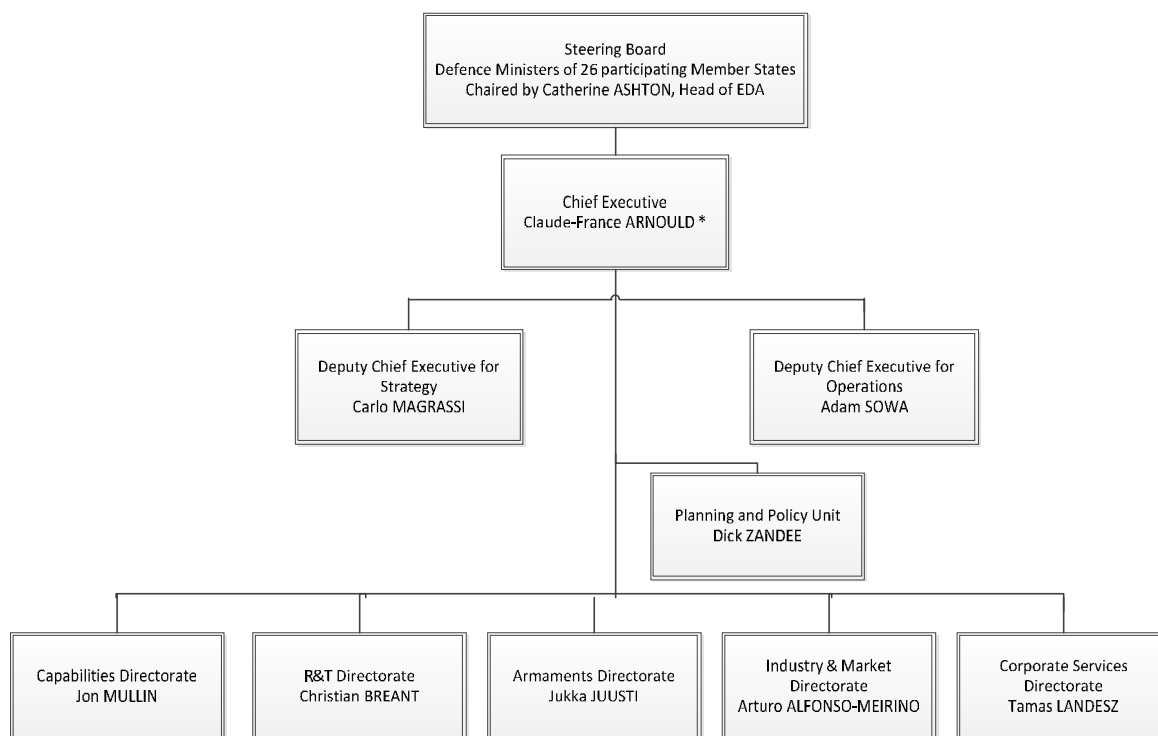 Steering Board
Defence Ministers of 26 participating Member States
Chaired by Catherine ASHTON, Head of EDA
Chief Executive
Claude-France ARNOULD *
Deputy Chief Executive for
Strategy
Carlo MAGRASSI
Deputy Chief Executive for
Operations
Adam SOWA
Planning and Policy Unit
Dick ZANDEE
Capabilities Directorate
Jon MULLIN
R&T Directorate
Christian BREANT
Armaments Directorate
Jukka JUUSTI
Industry & Market
Directorate
Arturo ALFONSO-MEIRINO
Corporate Services
Directorate
Tamas LANDESZ